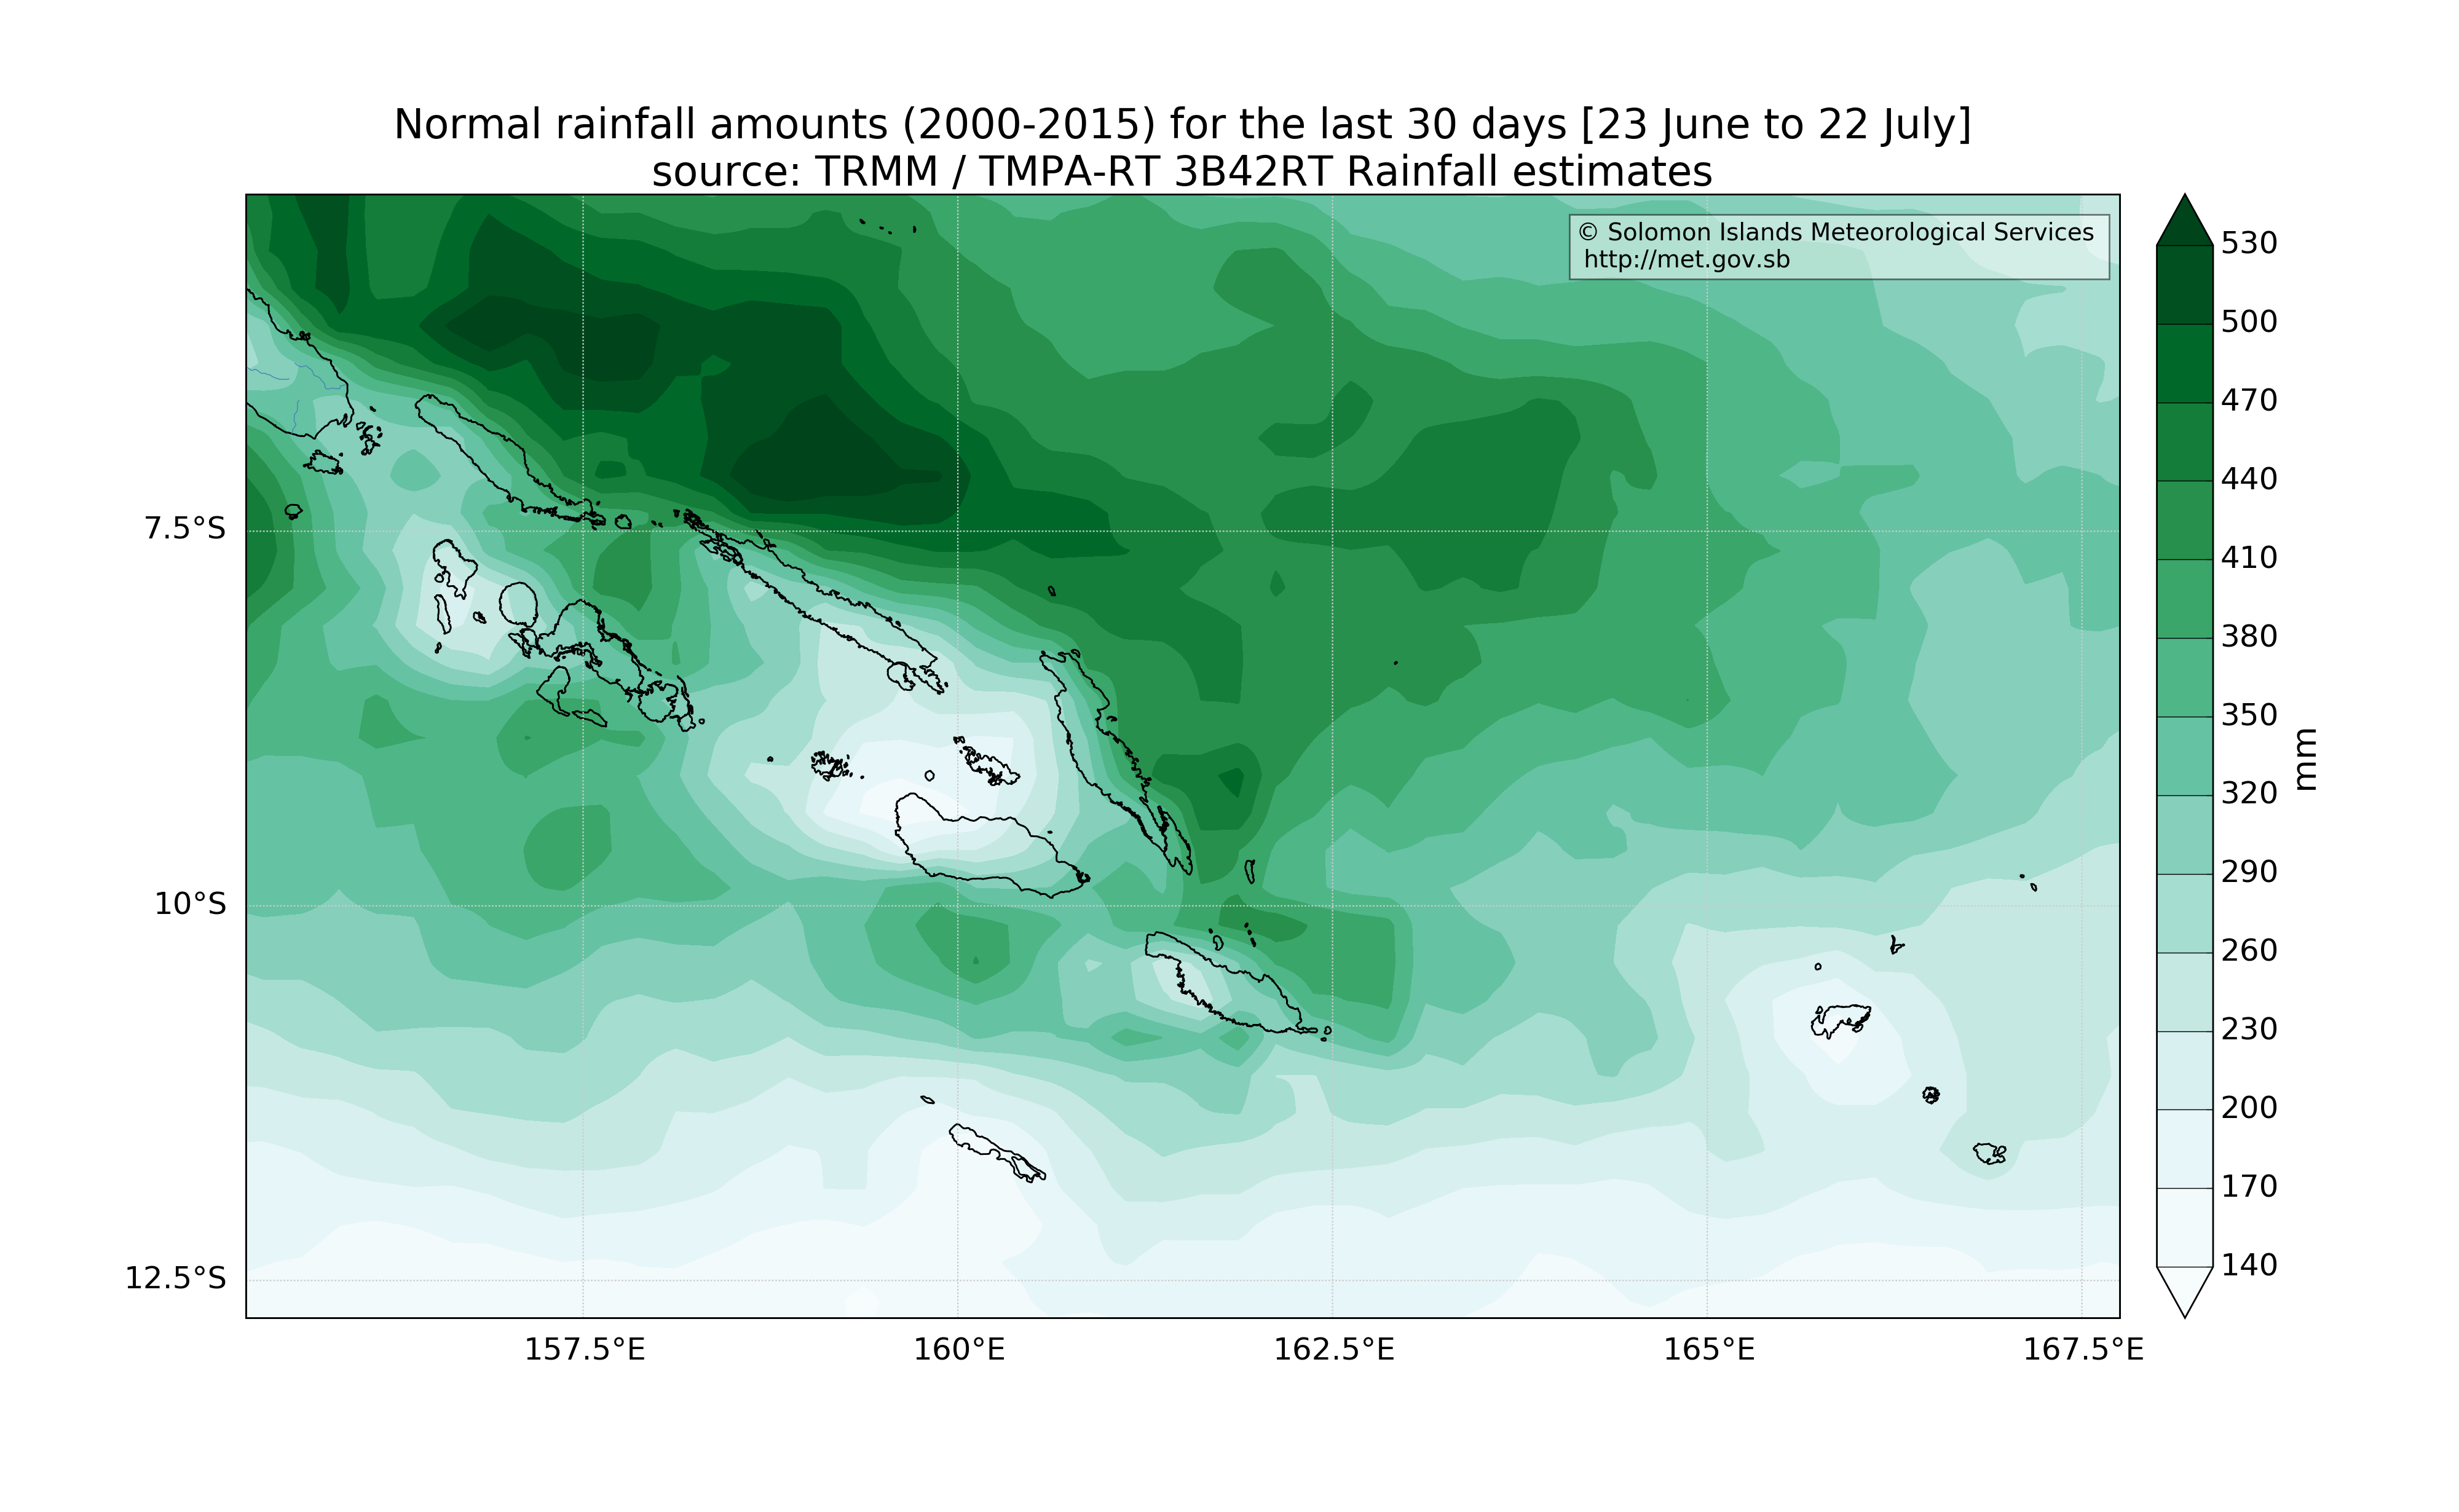 Normal rainfall amounts (2000-2015) for the last 30 days [23 June to 22 July]
source: TRMM / TMPA-RT 3B42RT Rainfall estimates
© Solomon Islands Meteorological Services
http://met.gov.sb
7.5°S
10°S
12.5°S
157.5°E
160°E
162.5°E
165°E
167.5°E
530
500
470
440
410
380
350
320
290
260
230
200
170
140
mm